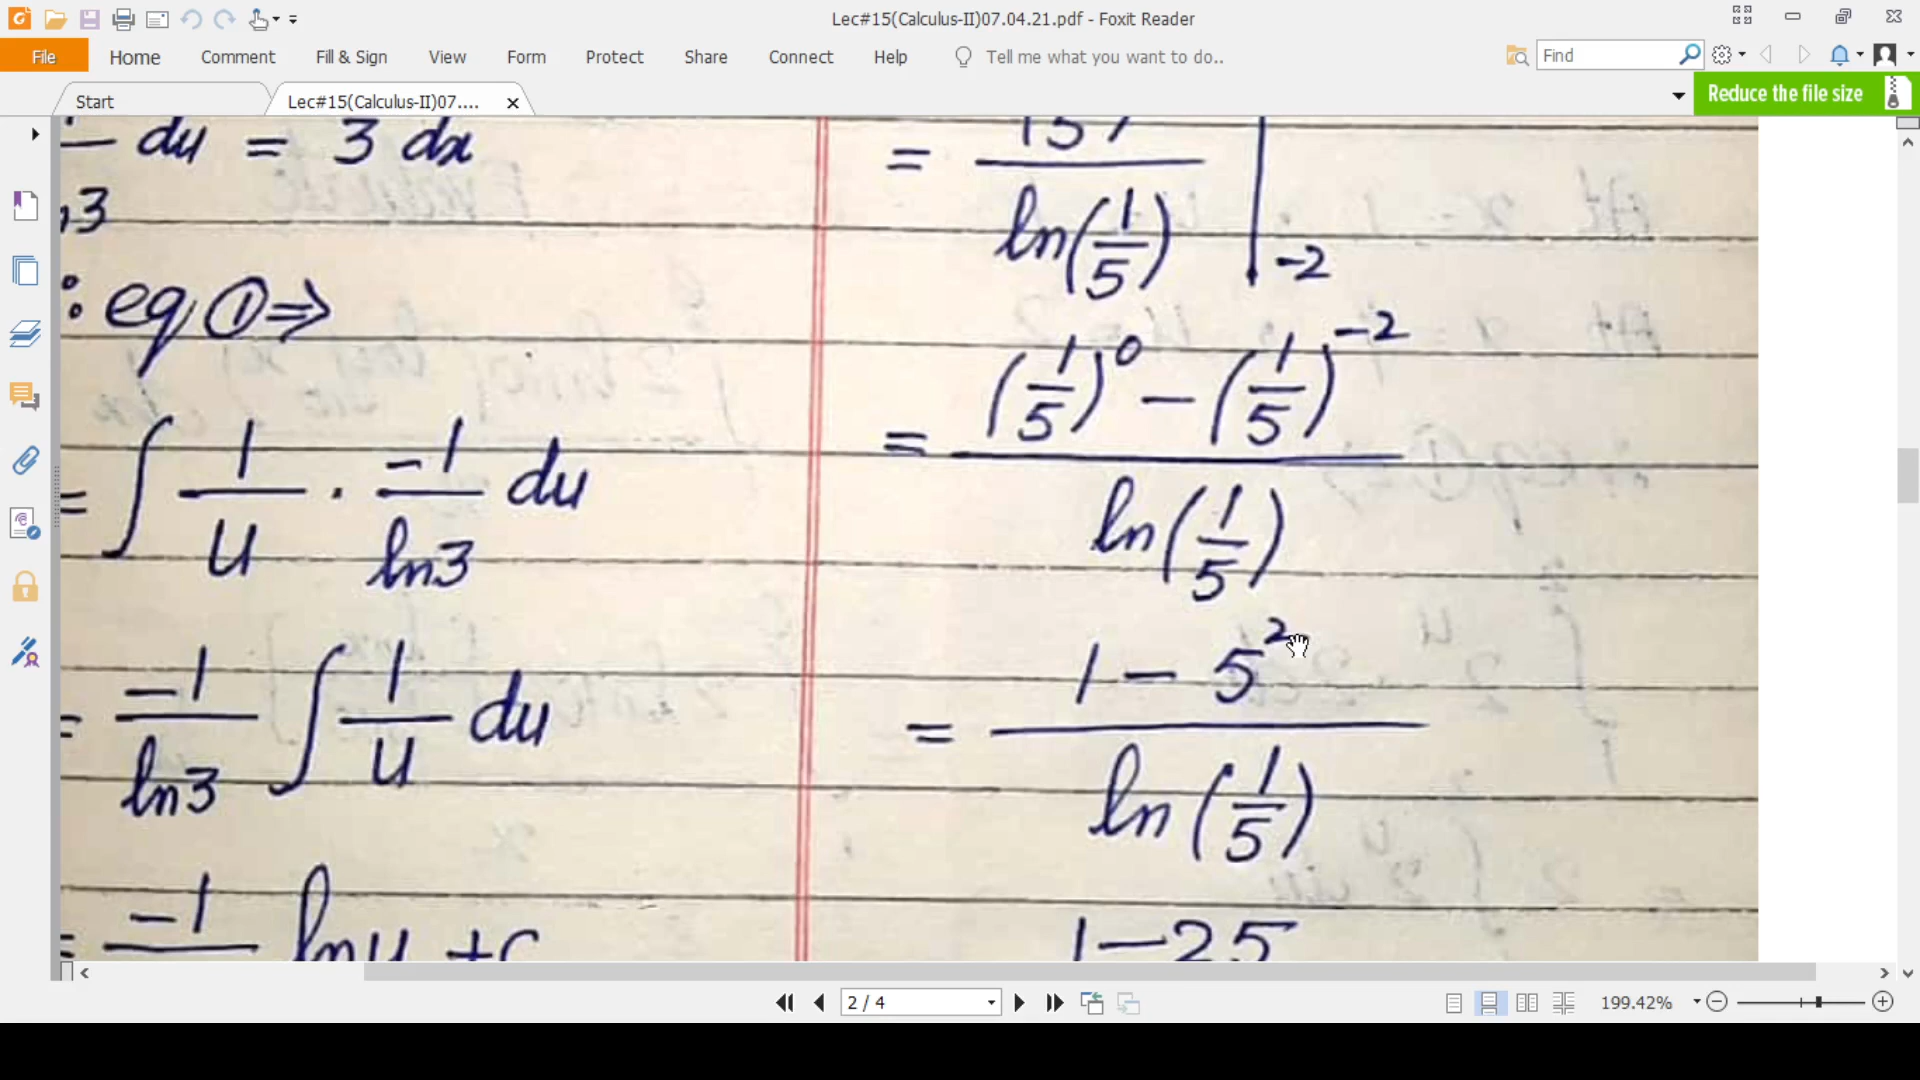 Lec#15(Calculus-II)07.04.21.pdf - Foxit Reader
File Home Comment Fill & Sign View Form Protect Share Connect Help Tell me what you want to do.. Find
Start Lec#15(Calculus-II)07.... Reduce the file size
du = 3 dx
n3
∴ eq ① ⇒
= ∫ 1/u · -1/ln3 du
= -1/ln3 ∫ 1/u du
= -1 ln u + c
= / ln(1/5) |₋₂
= ((1/5)^0 - (1/5)^-2) / ln(1/5)
= (1 - 5^2) / ln(1/5)
1 - 25
2 / 4 199.42%